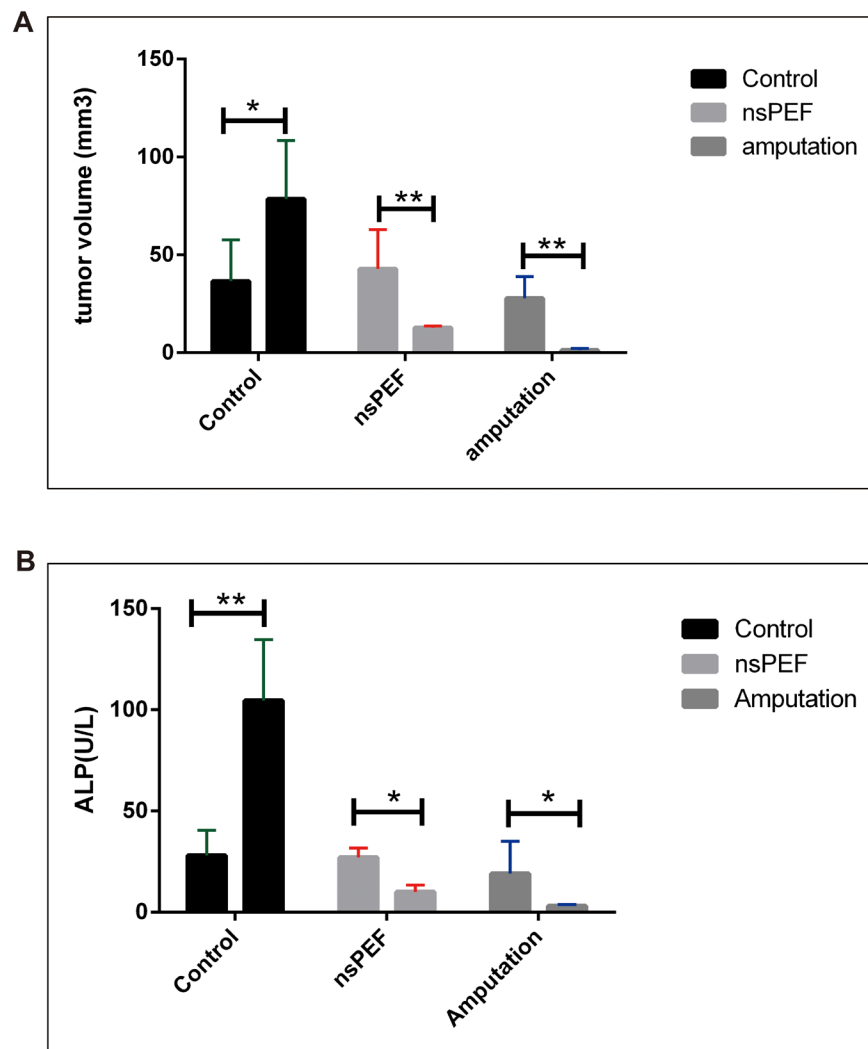 A
tumor volume (mm3)
150
100
50
0
*
**
**
Control
nsPEF
amputation
Control
nsPEF
amputation
B
ALP(U/L)
150
100
50
0
**
*
*
Control
nsPEF
Amputation
Control
nsPEF
Amputation